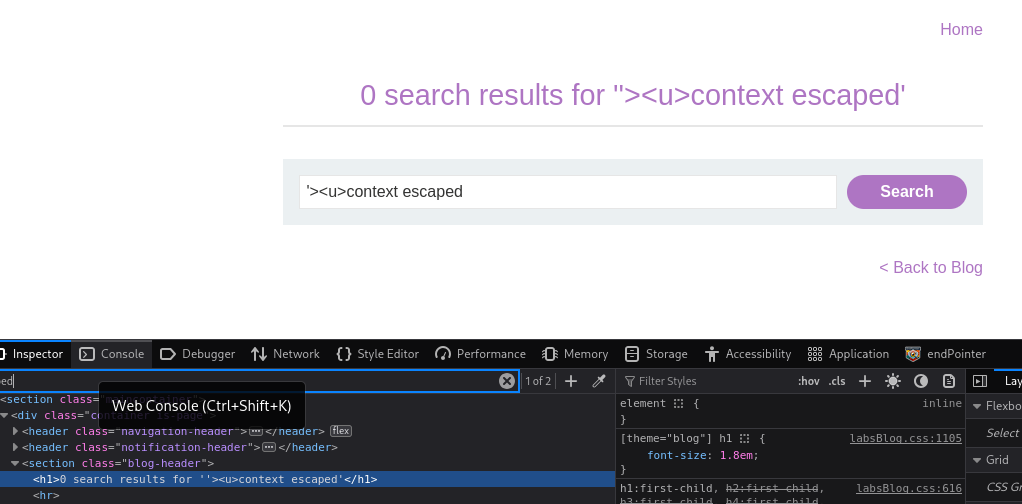 Home
0 search results for ''><u>context escaped'
'><u>context escaped
Search
< Back to Blog
Inspector Console Debugger Network Style Editor Performance Memory Storage Accessibility Application endPointer
ed 1 of 2 Filter Styles :hov .cls Lay
Web Console (Ctrl+Shift+K)
<section class=
<div class="container is-page">
<header class="navigation-header"></header> flex
<header class="notification-header"></header>
<section class="blog-header">
<h1>0 search results for ''><u>context escaped'</h1>
<hr>
element { inline
}
[theme="blog"] h1 { labsBlog.css:1105
font-size: 1.8em;
}
h1:first-child, h2:first-child, labsBlog.css:616
h3:first-child, h4:first-child,
Flexbo
Select
Grid
CSS Gr